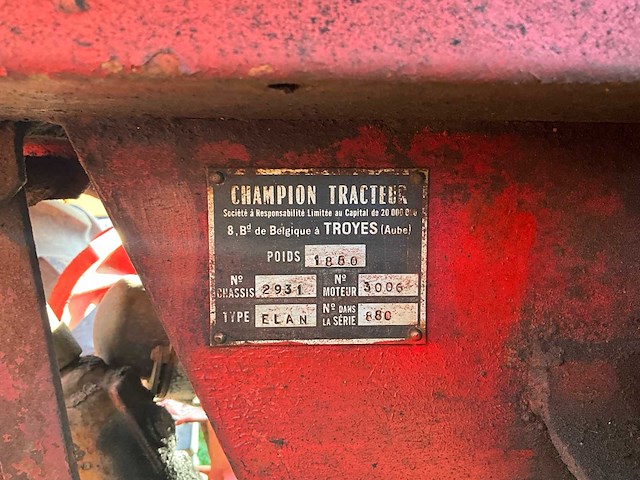 CHAMPION TRACTEUR
Société à Responsabilité Limitée au Capital de 20 000 000
8, Bd de Belgique à TROYES (Aube)
POIDS 1880
No CHASSIS 2931 No MOTEUR 3006
TYPE ELAN No DANS LA SÉRIE 880